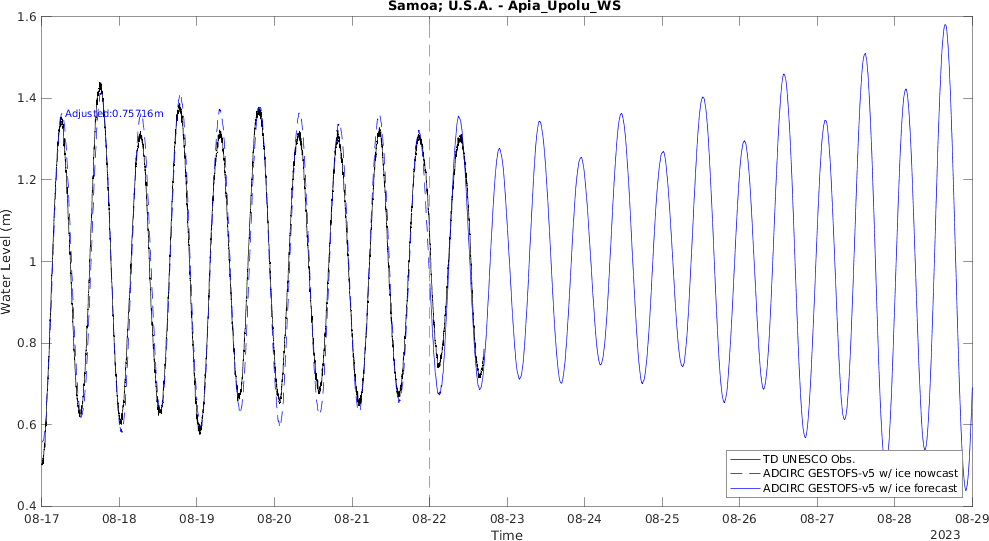 Samoa; U.S.A. - Apia_Upolu_WS
1.6
1.4
1.2
1
0.8
0.6
0.4
Water Level (m)
Adjusted:0.75716m
TD UNESCO Obs.
ADCIRC GESTOFS-v5 w/ ice nowcast
ADCIRC GESTOFS-v5 w/ ice forecast
08-17 08-18 08-19 08-20 08-21 08-22 08-23 08-24 08-25 08-26 08-27 08-28 08-29
Time
2023